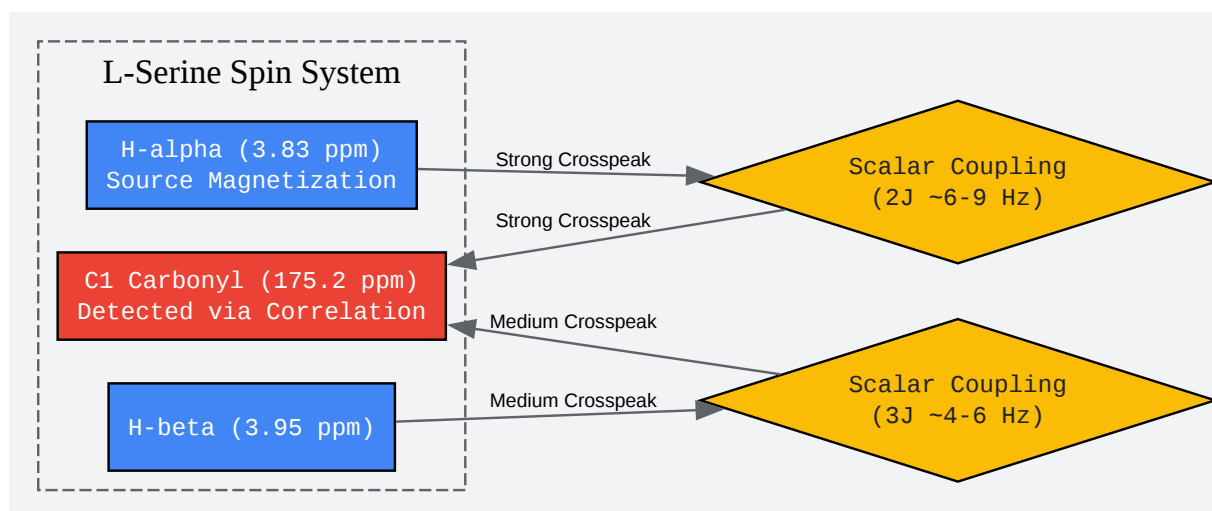 L-Serine Spin System
H-alpha (3.83 ppm)
Source Magnetization
Strong Crosspeak
Scalar Coupling
(2J ~6-9 Hz)
Strong Crosspeak
C1 Carbonyl (175.2 ppm)
Detected via Correlation
Medium Crosspeak
H-beta (3.95 ppm)
Medium Crosspeak
Scalar Coupling
(3J ~4-6 Hz)